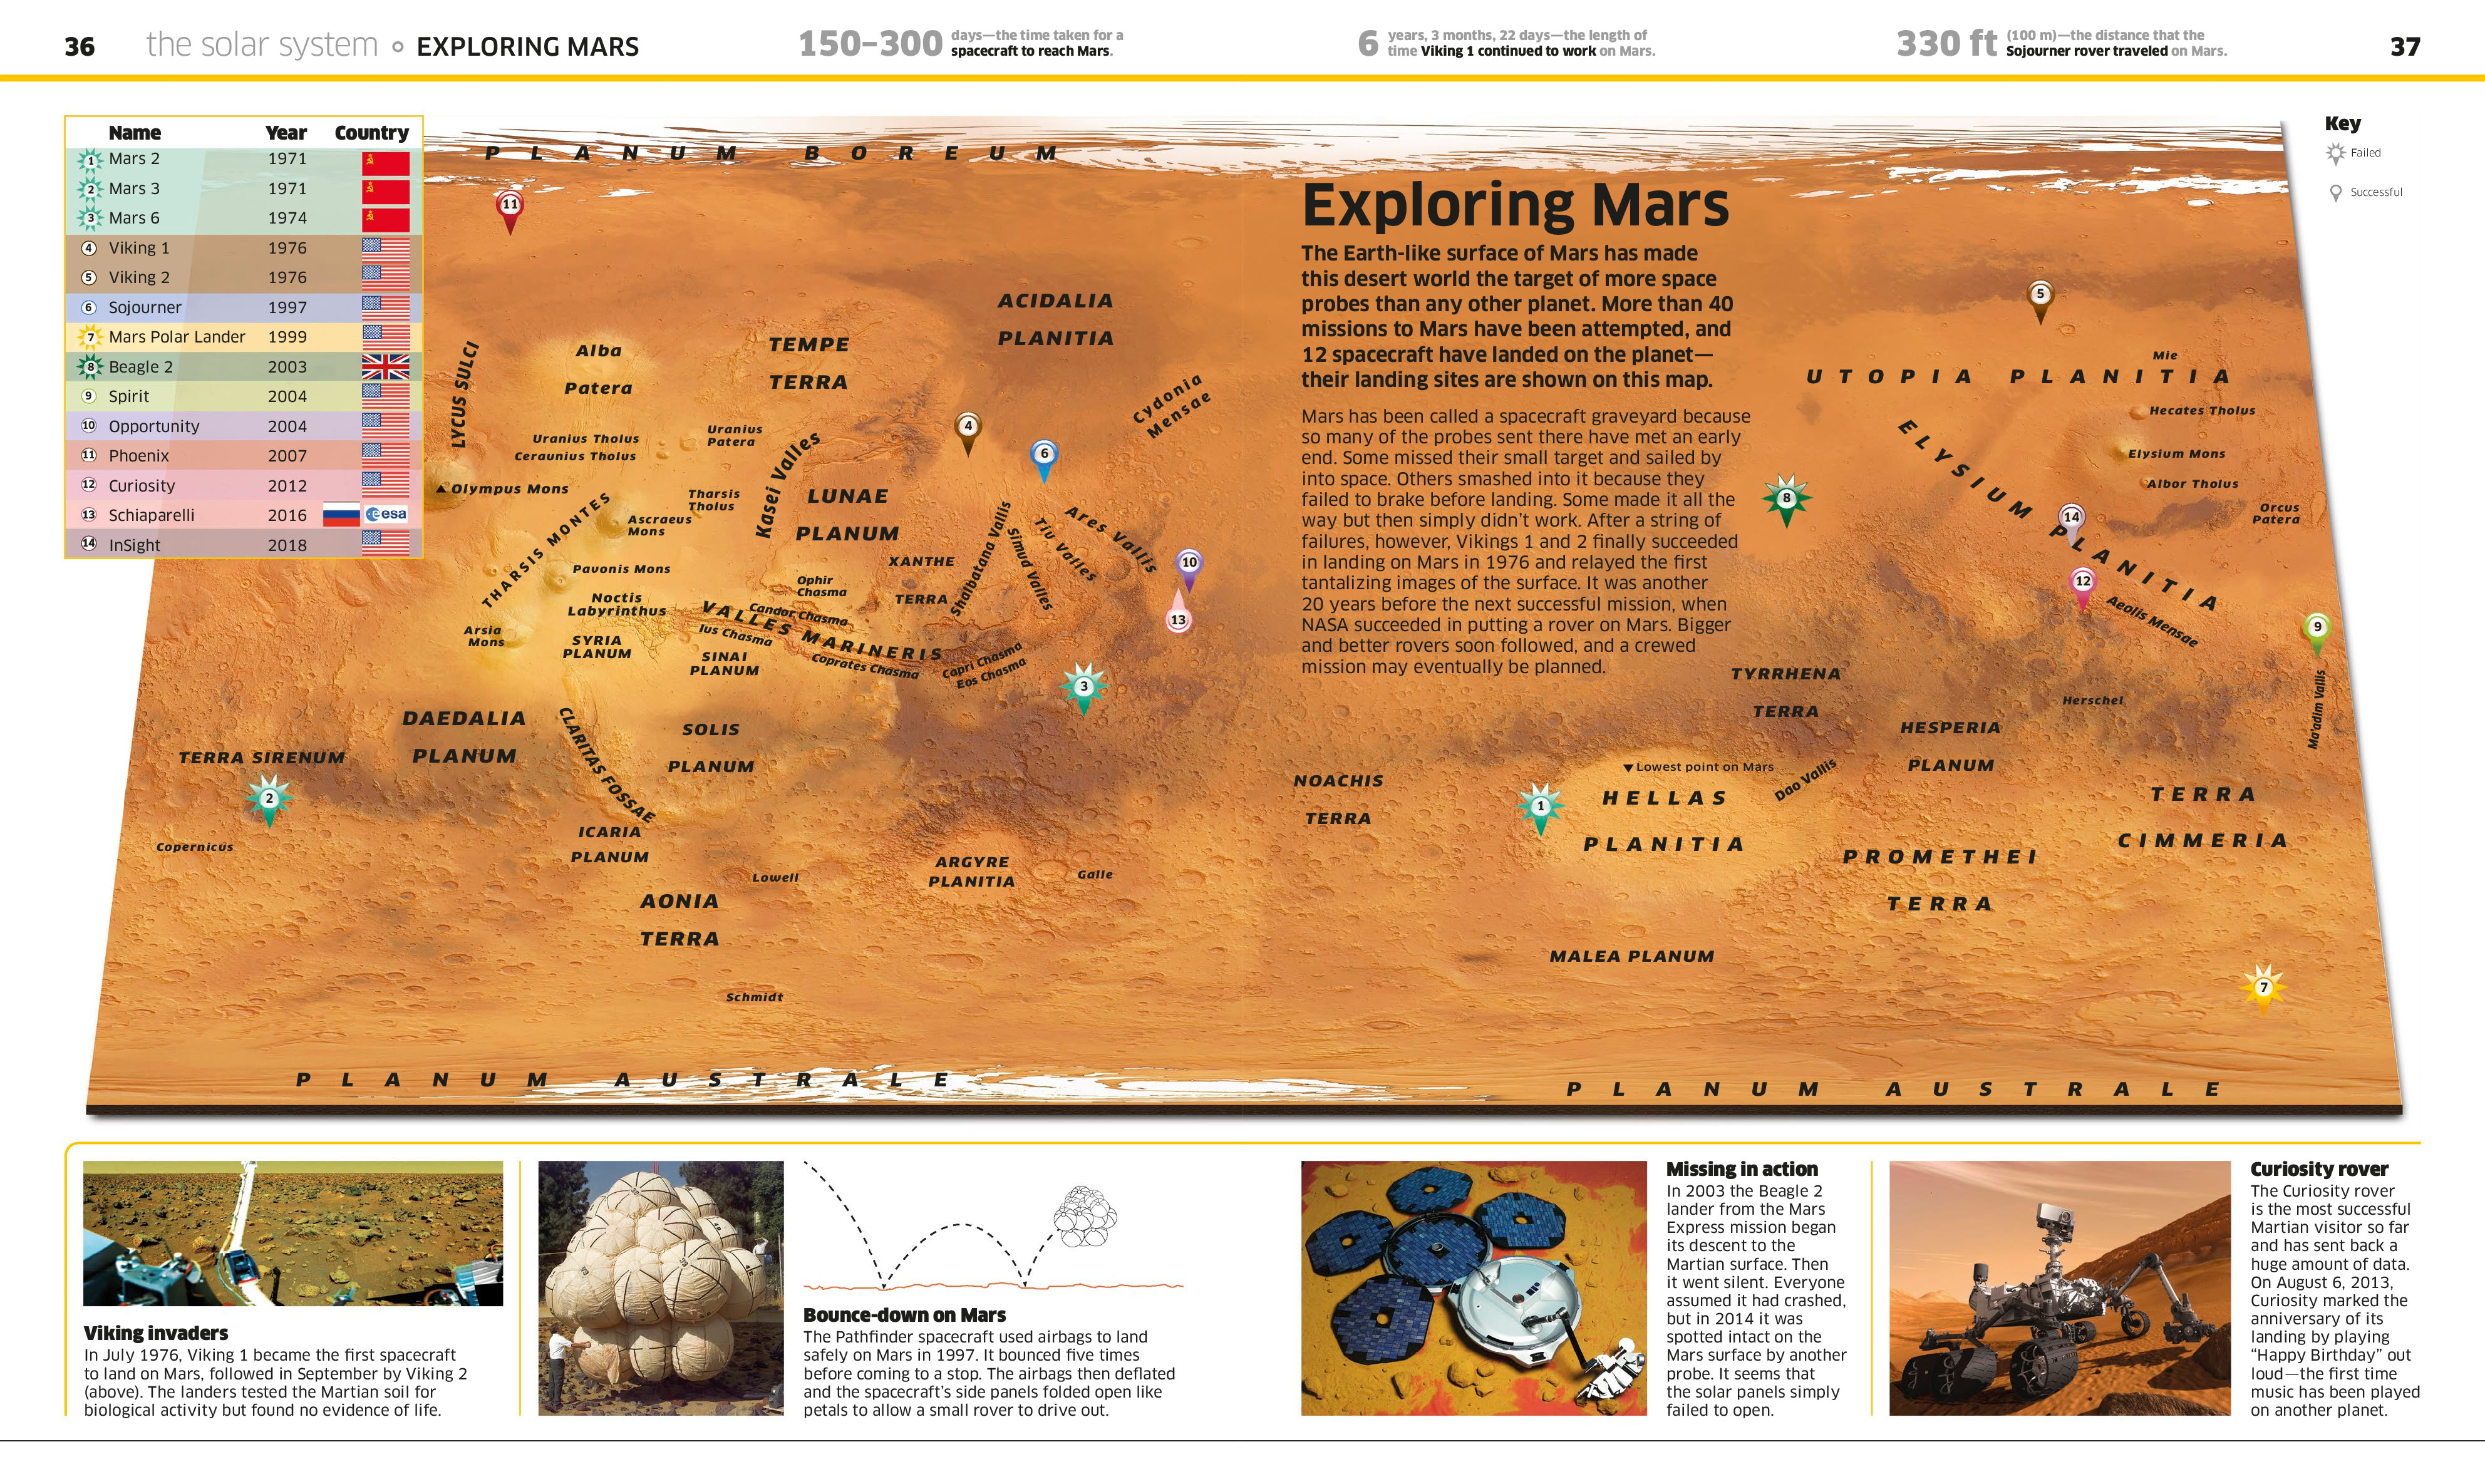 36
the solar system
EXPLORING MARS
150–300
days—the time taken for a
spacecraft to reach Mars.
6
years, 3 months, 22 days—the length of
time Viking 1 continued to work on Mars.
330 ft
(100 m)—the distance that the
Sojourner rover traveled on Mars.
37
Name Year Country
1 Mars 2 1971
2 Mars 3 1971
3 Mars 6 1974
4 Viking 1 1976
5 Viking 2 1976
6 Sojourner 1997
7 Mars Polar Lander 1999
8 Beagle 2 2003
9 Spirit 2004
10 Opportunity 2004
11 Phoenix 2007
12 Curiosity 2012
13 Schiaparelli 2016 esa
14 InSight 2018
Key
Failed
Successful
PLANUM BOREUM
11
Exploring Mars
The Earth-like surface of Mars has made
this desert world the target of more space
probes than any other planet. More than 40
missions to Mars have been attempted, and
12 spacecraft have landed on the planet—
their landing sites are shown on this map.
Mars has been called a spacecraft graveyard because
so many of the probes sent there have met an early
end. Some missed their small target and sailed by
into space. Others smashed into it because they
failed to brake before landing. Some made it all the
way but then simply didn't work. After a string of
failures, however, Vikings 1 and 2 finally succeeded
in landing on Mars in 1976 and relayed the first
tantalizing images of the surface. It was another
20 years before the next successful mission, when
NASA succeeded in putting a rover on Mars. Bigger
and better rovers soon followed, and a crewed
mission may eventually be planned.
ACIDALIA
PLANITIA
LYCUS SULCI
Alba
Patera
TEMPE
TERRA
Cydonia
Mensae
Uranius Tholus
Ceraunius Tholus
Uranius
Patera
4
6
Kasei Valles
Olympus Mons
THARSIS MONTES
Tharsis
Tholus
Ascraeus
Mons
LUNAE
PLANUM
Shalbatana Vallis
Simud Valles
Tiu Valles
Ares Vallis
XANTHE
TERRA
10
13
Pavonis Mons
Noctis
Labyrinthus
Ophir
Chasma
Candor Chasma
VALLES MARINERIS
Ius Chasma
Coprates Chasma
Capri Chasma
Eos Chasma
Arsia
Mons
SYRIA
PLANUM
SINAI
PLANUM
3
DAEDALIA
PLANUM
CLARITAS FOSSAE
SOLIS
PLANUM
TERRA SIRENUM
2
Copernicus
ICARIA
PLANUM
Lowell
ARGYRE
PLANITIA
Galle
AONIA
TERRA
Schmidt
PLANUM AUSTRALE
5
Mie
UTOPIA PLANITIA
Hecates Tholus
ELYSIUM PLANITIA
Elysium Mons
Albor Tholus
8
14
Orcus
Patera
12
Aeolis Mensae
9
Ma'adim Vallis
TYRRHENA
TERRA
Herschel
HESPERIA
PLANUM
NOACHIS
TERRA
Lowest point on Mars
Dao Vallis
1
HELLAS
PLANITIA
TERRA
CIMMERIA
PROMETHEI
TERRA
MALEA PLANUM
7
PLANUM AUSTRALE
Viking invaders
In July 1976, Viking 1 became the first spacecraft
to land on Mars, followed in September by Viking 2
(above). The landers tested the Martian soil for
biological activity but found no evidence of life.
Bounce-down on Mars
The Pathfinder spacecraft used airbags to land
safely on Mars in 1997. It bounced five times
before coming to a stop. The airbags then deflated
and the spacecraft's side panels folded open like
petals to allow a small rover to drive out.
Missing in action
In 2003 the Beagle 2
lander from the Mars
Express mission began
its descent to the
Martian surface. Then
it went silent. Everyone
assumed it had crashed,
but in 2014 it was
spotted intact on the
Mars surface by another
probe. It seems that
the solar panels simply
failed to open.
Curiosity rover
The Curiosity rover
is the most successful
Martian visitor so far
and has sent back a
huge amount of data.
On August 6, 2013,
Curiosity marked the
anniversary of its
landing by playing
“Happy Birthday” out
loud—the first time
music has been played
on another planet.